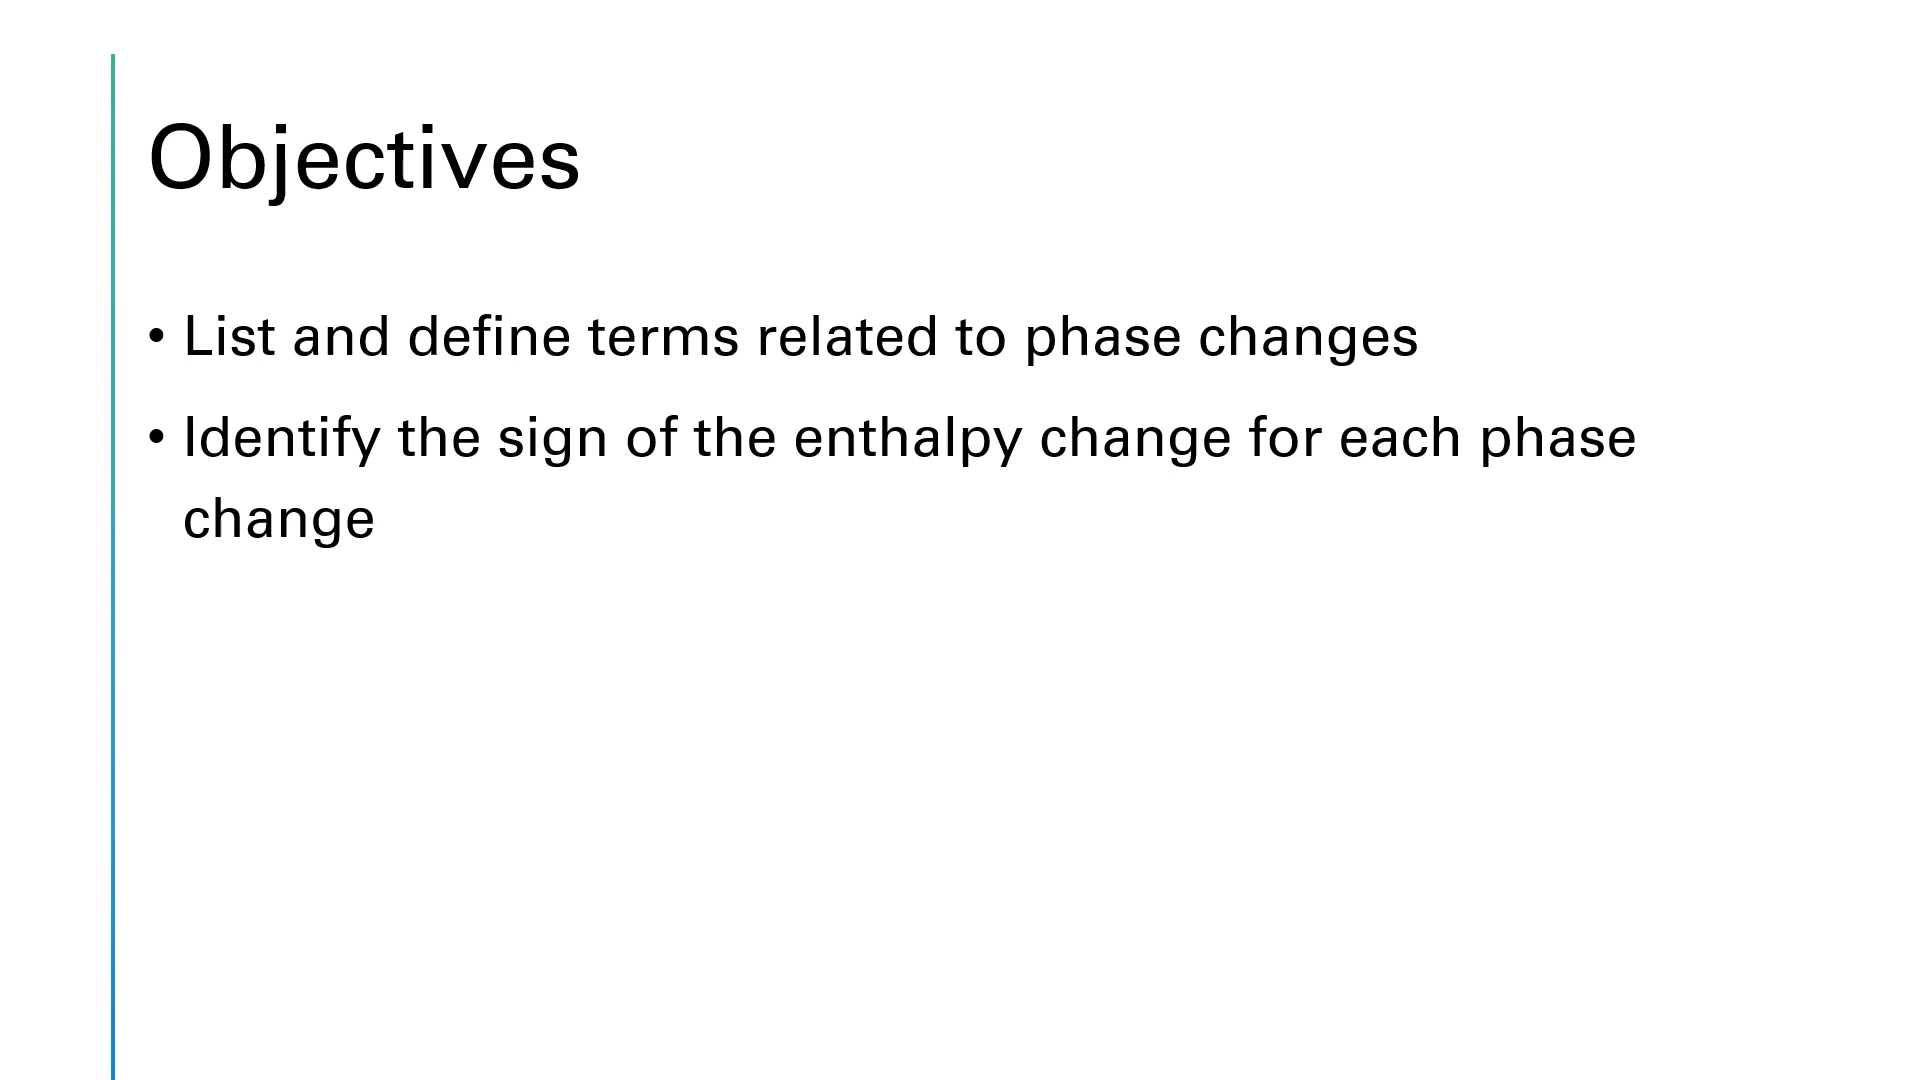 Objectives
• List and define terms related to phase changes
• Identify the sign of the enthalpy change for each phase
change